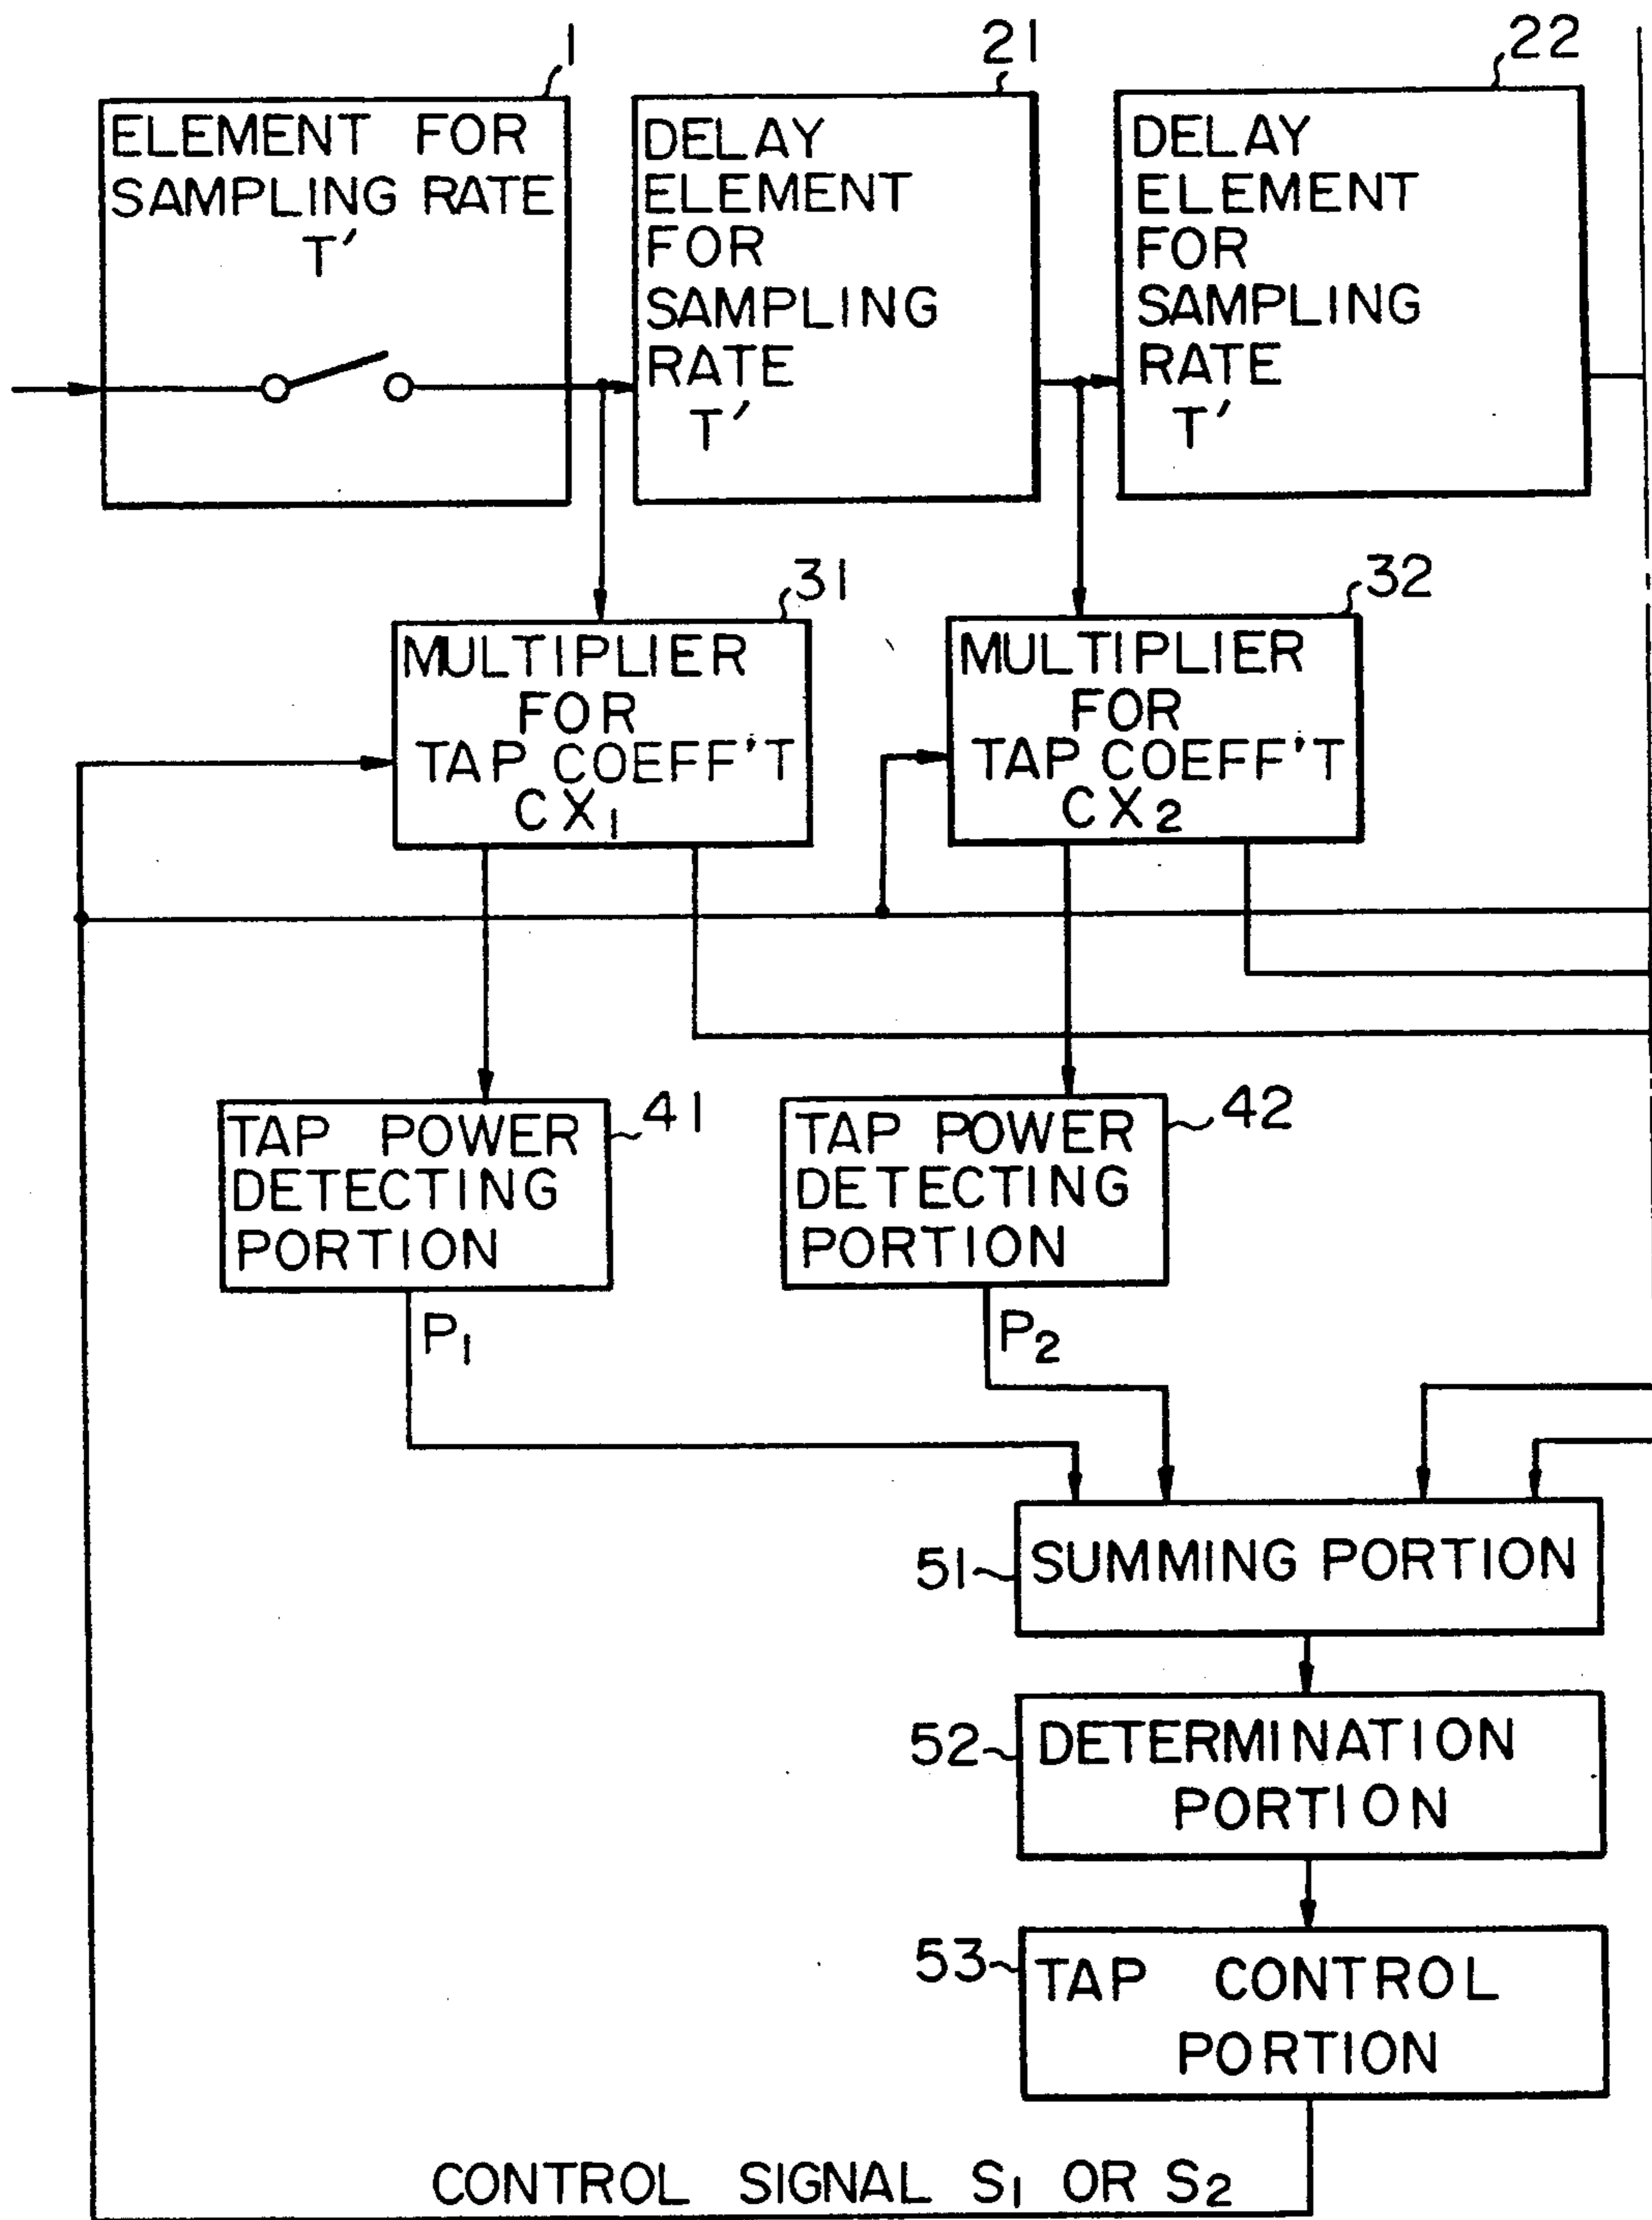 1
ELEMENT FOR
SAMPLING RATE
T′
21
DELAY
ELEMENT
FOR
SAMPLING
RATE
T′
22
DELAY
ELEMENT
FOR
SAMPLING
RATE
T′
31
MULTIPLIER
FOR
TAP COEFF'T
CX₁
32
MULTIPLIER
FOR
TAP COEFF'T
CX₂
TAP POWER
DETECTING
PORTION
41
TAP POWER
DETECTING
PORTION
42
P₁
P₂
51
SUMMING PORTION
52
DETERMINATION
PORTION
53
TAP CONTROL
PORTION
CONTROL SIGNAL S₁ OR S₂